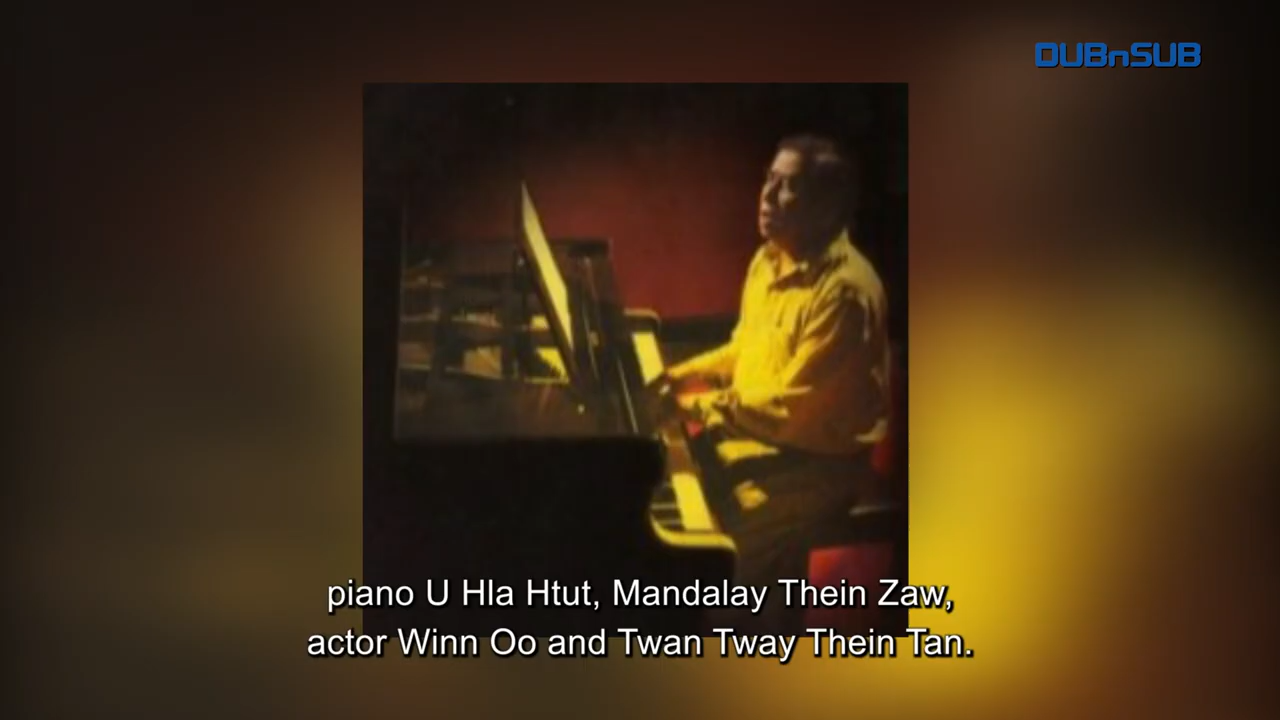 DUBnSUB
piano U Hla Htut, Mandalay Thein Zaw,
actor Winn Oo and Twan Tway Thein Tan.